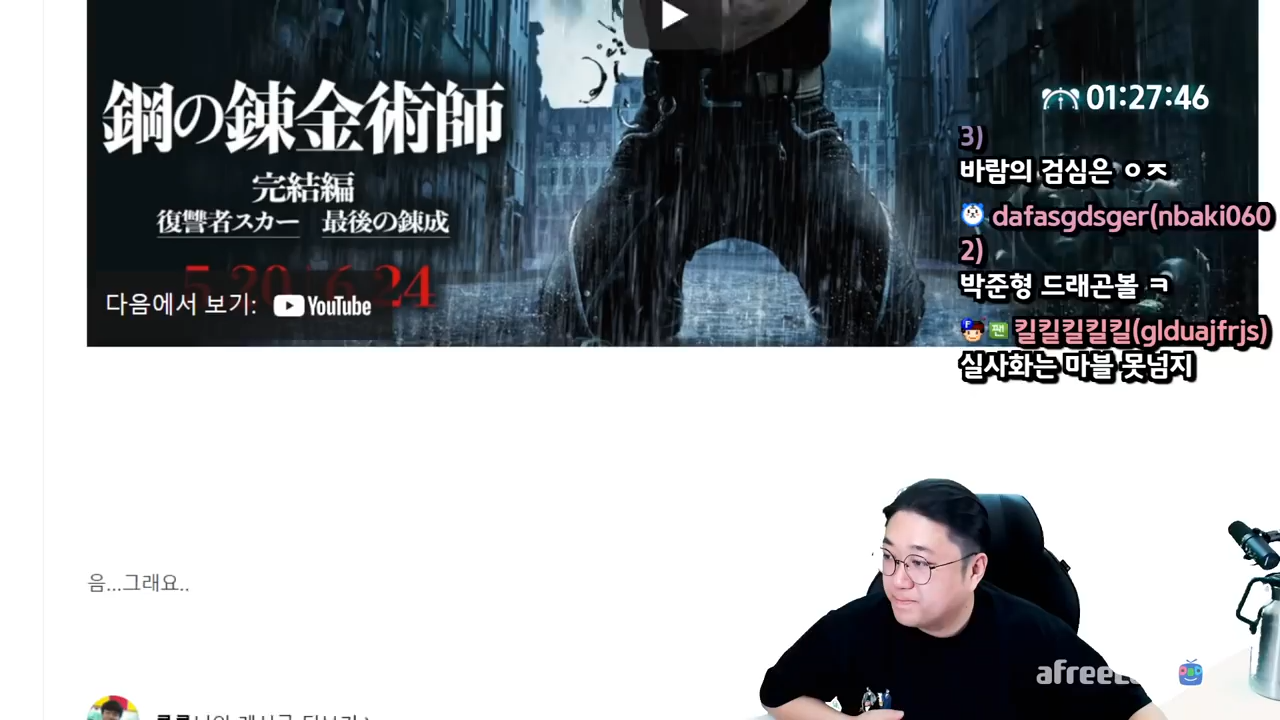 鋼の錬金術師
完結編
復讐者スカー 最後の錬成
5.20 6.24
다음에서 보기: YouTube
01:27:46
3)
바람의 검심은 ㅇㅈ
dafasgdsger(nbaki060
2)
박준형 드래곤볼 ㅋ
팬 킬킬킬킬킬(glduajfrjs)
실사화는 마블 못넘지
음...그래요..
afreeca